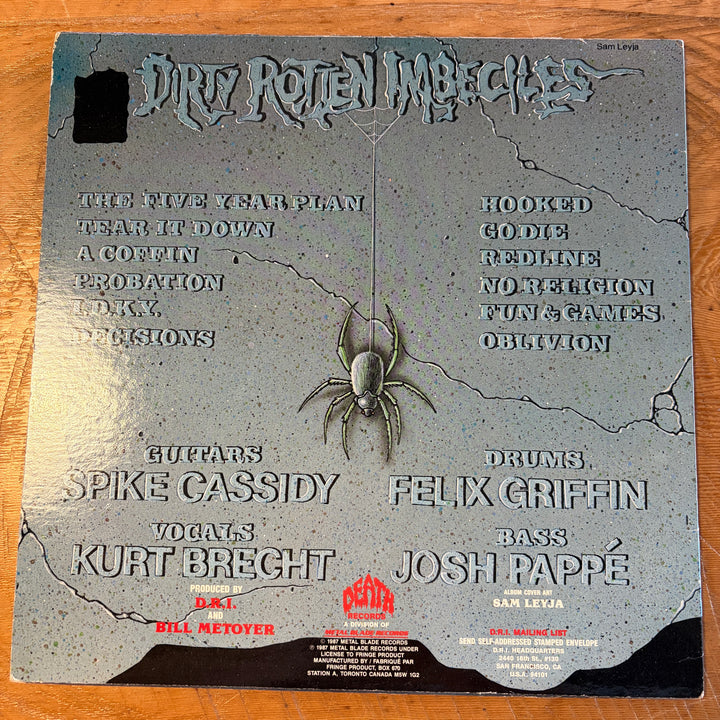 Sam Leyja
DIRTY ROTTEN IMBECILES
THE FIVE YEAR PLAN
TEAR IT DOWN
A COFFIN
PROBATION
I.D.K.Y.
DECISIONS
HOOKED
GO DIE
REDLINE
NO RELIGION
FUN & GAMES
OBLIVION
GUITARS
SPIKE CASSIDY
DRUMS
FELIX GRIFFIN
VOCALS
KURT BRECHT
BASS
JOSH PAPPÉ
PRODUCED BY
D.R.I.
AND
BILL METOYER
DEATH
RECORDS
A DIVISION OF
METAL BLADE RECORDS
© 1987 METAL BLADE RECORDS
℗ 1987 METAL BLADE RECORDS UNDER
LICENSE TO FRINGE PRODUCT
MANUFACTURED BY / FABRIQUÉ PAR
FRINGE PRODUCT, BOX 670
STATION A, TORONTO CANADA M5W 1G2
ALBUM COVER ART
SAM LEYJA
D.R.I. MAILING LIST
SEND SELF-ADDRESSED STAMPED ENVELOPE
D.R.I. HEADQUARTERS
2440 16th St., #130
SAN FRANCISCO, CA
U.S.A. 94101